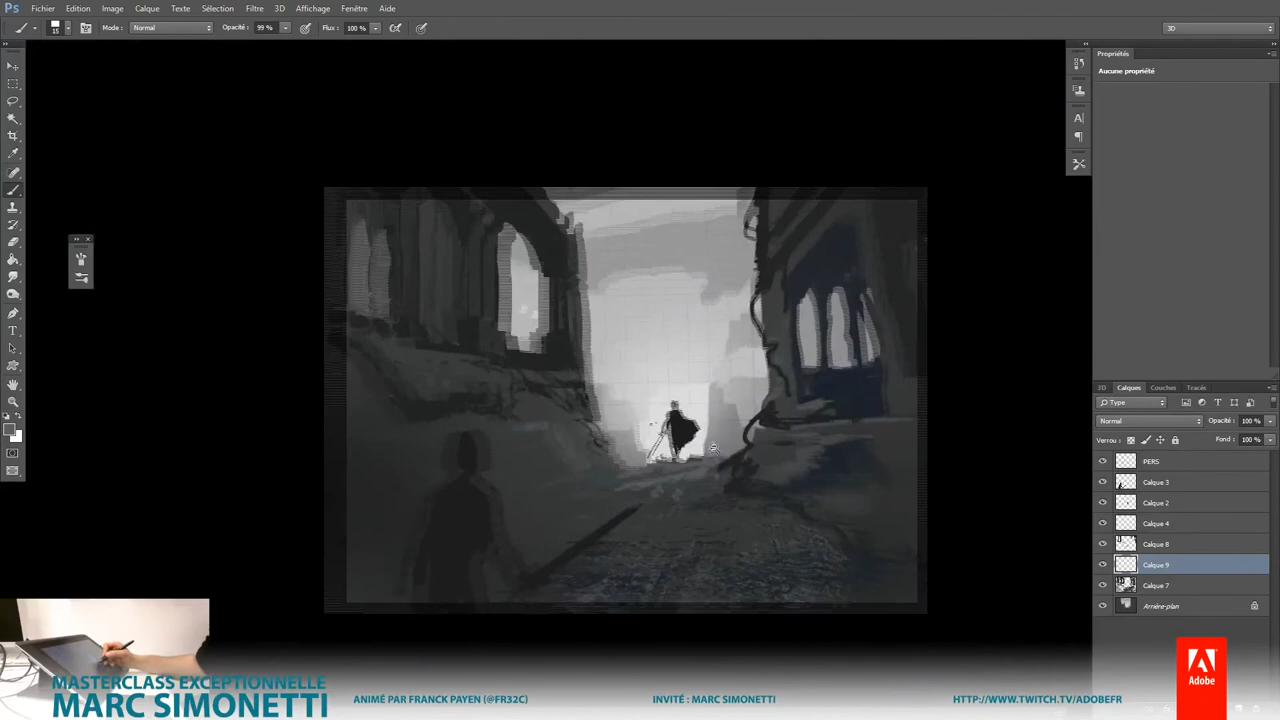 Ps Fichier Edition Image Calque Texte Sélection Filtre 3D Affichage Fenêtre Aide
15 Mode : Normal Opacité : 99 % Flux : 100 % 3D
Propriétés
Aucune propriété
3D Calques Couches Tracés
Type
Normal Opacité : 100 %
Verrou : Fond : 100 %
PERS
Calque 3
Calque 2
Calque 4
Calque 8
Calque 9
Calque 7
Arrière-plan
MASTERCLASS EXCEPTIONNELLE
MARC SIMONETTI
ANIMÉ PAR FRANCK PAYEN (@FR32C)
INVITÉ : MARC SIMONETTI
HTTP://WWW.TWITCH.TV/ADOBEFR
Adobe